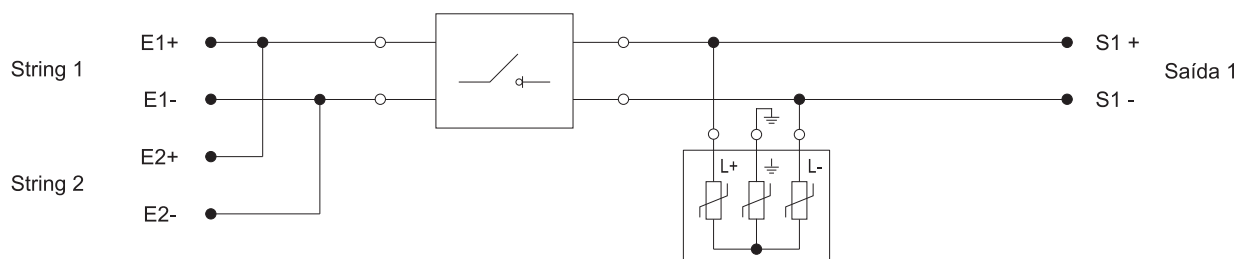 String 1
E1+
E1-
String 2
E2+
E2-
S1 +
S1 -
Saída 1
L+
L-